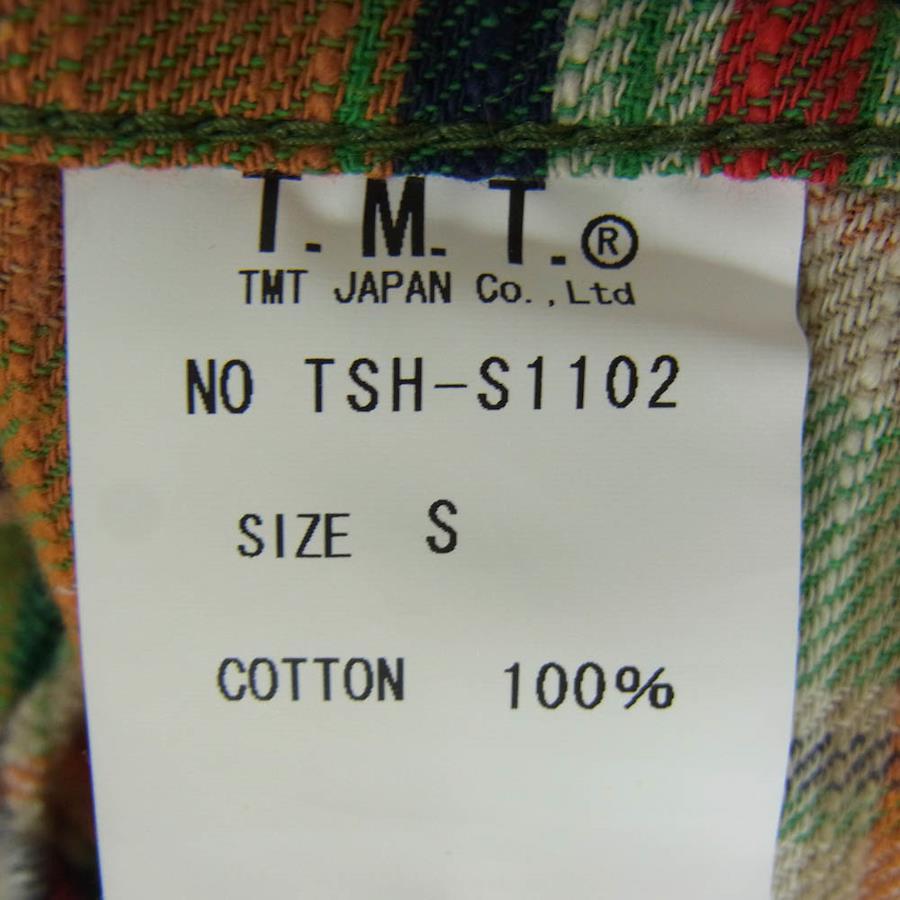 T. M. T. ®
TMT JAPAN Co.,Ltd
NO TSH-S1102
SIZE S
COTTON 100%